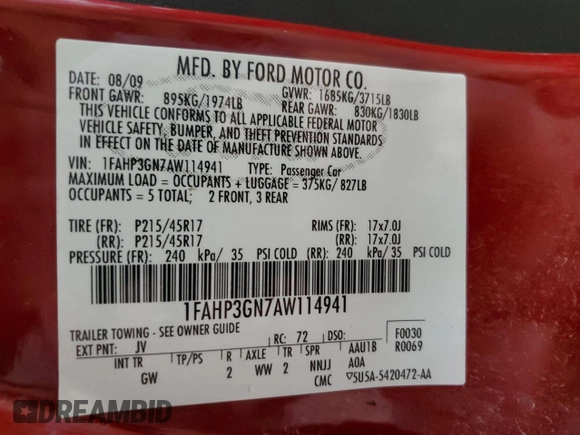 MFD. BY FORD MOTOR CO.
DATE: 08/09 GVWR: 1685KG/3715LB
FRONT GAWR: 895KG/1974LB REAR GAWR: 830KG/1830LB
THIS VEHICLE CONFORMS TO ALL APPLICABLE FEDERAL MOTOR
VEHICLE SAFETY, BUMPER, AND THEFT PREVENTION STANDARDS
IN EFFECT ON THE DATE OF MANUFACTURE SHOWN ABOVE.
VIN: 1FAHP3GN7AW114941 TYPE: Passenger Car
MAXIMUM LOAD = OCCUPANTS + LUGGAGE = 375KG/ 827LB
OCCUPANTS = 5 TOTAL, 2 FRONT, 3 REAR
TIRE (FR): P215/45R17 RIMS (FR): 17x7.0J
(RR): P215/45R17 (RR): 17x7.0J
PRESSURE (FR): 240 kPa/ 35 PSI COLD (RR): 240 kPa/ 35 PSI COLD
1FAHP3GN7AW114941
TRAILER TOWING - SEE OWNER GUIDE
EXT PNT: JV RC: 72 DSO: F0030
INT TR TP/PS R AXLE TR SPR AAU1B R0069
GW 2 WW 2 NNJJ A0A
CMC 5U5A-5420472-AA
DREAMBID